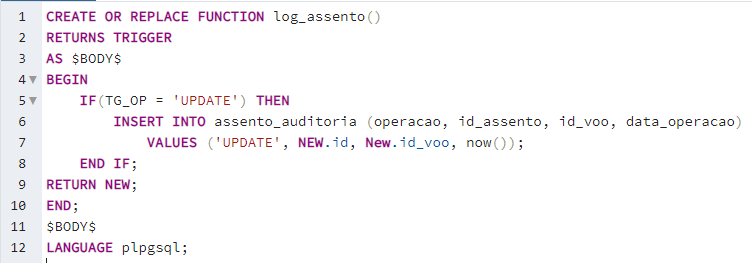 1 CREATE OR REPLACE FUNCTION log_assento()
2 RETURNS TRIGGER
3 AS $BODY$
4 BEGIN
5 IF(TG_OP = 'UPDATE') THEN
6 INSERT INTO assento_auditoria (operacao, id_assento, id_voo, data_operacao)
7 VALUES ('UPDATE', NEW.id, New.id_voo, now());
8 END IF;
9 RETURN NEW;
10 END;
11 $BODY$
12 LANGUAGE plpgsql;